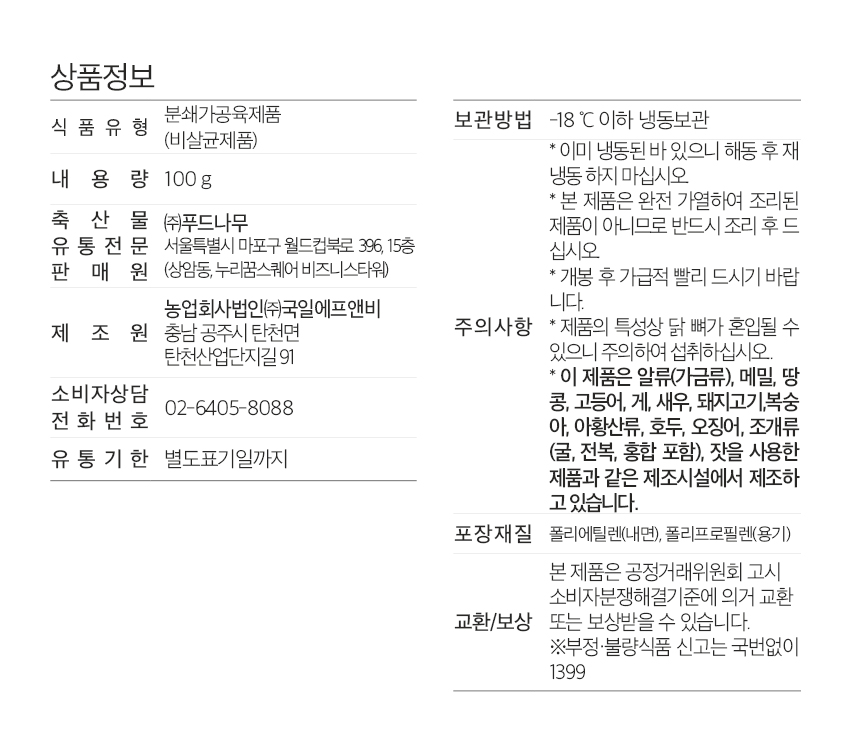 상품정보
식 품 유 형 분쇄가공육제품
(비살균제품)
내 용 량 100 g
축 산 물 ㈜푸드나무
유 통 전 문 서울특별시 마포구 월드컵북로 396, 15층
판 매 원 (상암동, 누리꿈스퀘어 비즈니스타워)
농업회사법인㈜국일에프앤비
제 조 원 충남 공주시 탄천면
탄천산업단지길 91
소비자상담
전 화 번 호 02-6405-8088
유 통 기 한 별도표기일까지
보관방법 -18 ℃ 이하 냉동보관
주의사항
* 이미 냉동된 바 있으니 해동 후 재
냉동 하지 마십시오
* 본 제품은 완전 가열하여 조리된
제품이 아니므로 반드시 조리 후 드
십시오
* 개봉 후 가급적 빨리 드시기 바랍
니다.
* 제품의 특성상 닭 뼈가 혼입될 수
있으니 주의하여 섭취하십시오.
* 이 제품은 알류(가금류), 메밀, 땅
콩, 고등어, 게, 새우, 돼지고기,복숭
아, 아황산류, 호두, 오징어, 조개류
(굴, 전복, 홍합 포함), 잣을 사용한
제품과 같은 제조시설에서 제조하
고 있습니다.
포장재질 폴리에틸렌(내면), 폴리프로필렌(용기)
교환/보상
본 제품은 공정거래위원회 고시
소비자분쟁해결기준에 의거 교환
또는 보상받을 수 있습니다.
※부정·불량식품 신고는 국번없이
1399